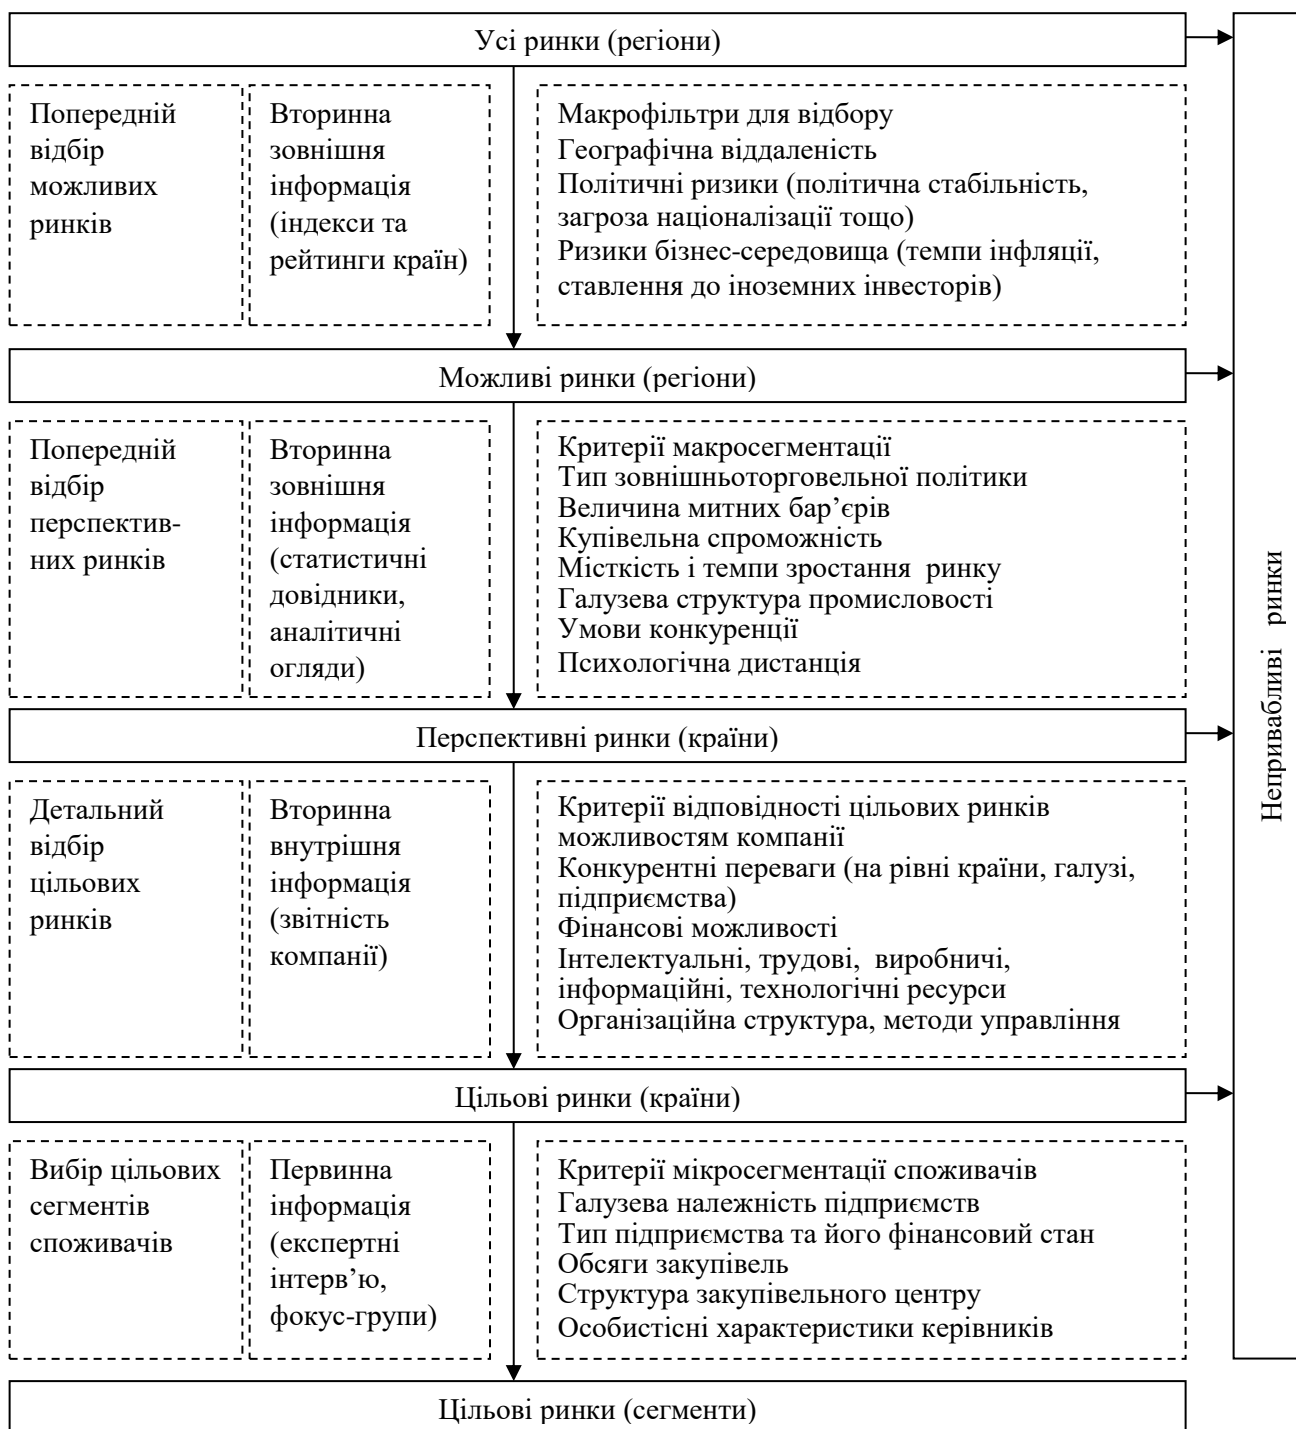 Усі ринки (регіони)
Попередній
відбір
можливих
ринків
Вторинна
зовнішня
інформація
(індекси та
рейтинги країн)
Макрофільтри для відбору
Географічна віддаленість
Політичні ризики (політична стабільність,
загроза націоналізації тощо)
Ризики бізнес-середовища (темпи інфляції,
ставлення до іноземних інвесторів)
Можливі ринки (регіони)
Попередній
відбір
перспектив-
них ринків
Вторинна
зовнішня
інформація
(статистичні
довідники,
аналітичні
огляди)
Критерії макросегментації
Тип зовнішньоторговельної політики
Величина митних бар’єрів
Купівельна спроможність
Місткість і темпи зростання ринку
Галузева структура промисловості
Умови конкуренції
Психологічна дистанція
Перспективні ринки (країни)
Детальний
відбір
цільових
ринків
Вторинна
внутрішня
інформація
(звітність
компанії)
Критерії відповідності цільових ринків
можливостям компанії
Конкурентні переваги (на рівні країни, галузі,
підприємства)
Фінансові можливості
Інтелектуальні, трудові, виробничі,
інформаційні, технологічні ресурси
Організаційна структура, методи управління
Цільові ринки (країни)
Вибір цільових
сегментів
споживачів
Первинна
інформація
(експертні
інтерв’ю,
фокус-групи)
Критерії мікросегментації споживачів
Галузева належність підприємств
Тип підприємства та його фінансовий стан
Обсяги закупівель
Структура закупівельного центру
Особистісні характеристики керівників
Цільові ринки (сегменти)
Непривабливі ринки